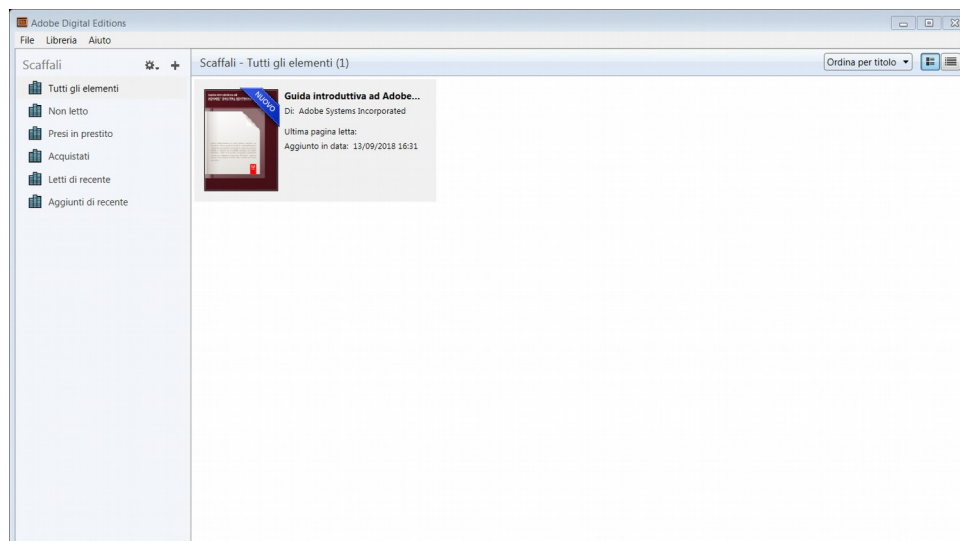 Adobe Digital Editions
File Libreria Aiuto
Scaffali
Tutti gli elementi
Non letto
Presi in prestito
Acquistati
Letti di recente
Aggiunti di recente
Scaffali - Tutti gli elementi (1)
Ordina per titolo
NUOVO
Guida introduttiva ad Adobe...
Di: Adobe Systems Incorporated
Ultima pagina letta:
Aggiunto in data: 13/09/2018 16:31